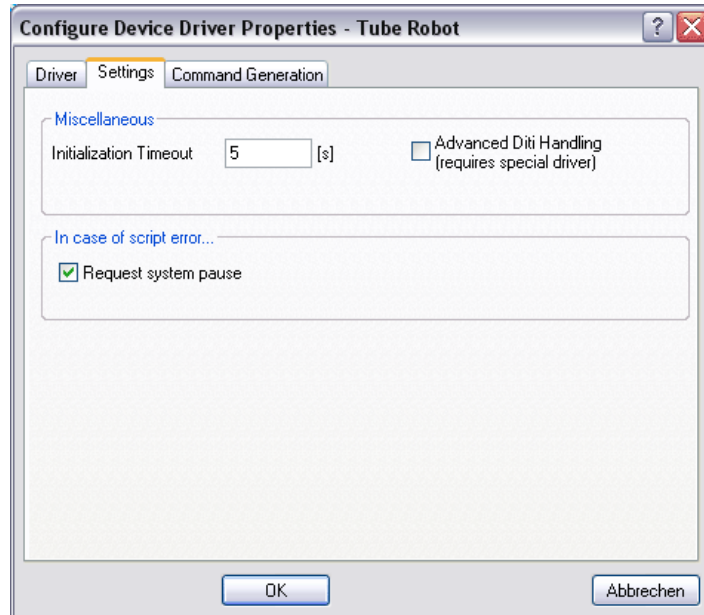 Configure Device Driver Properties - Tube Robot
Driver
Settings
Command Generation
Miscellaneous
Initialization Timeout 5 [s]
Advanced Diti Handling
(requires special driver)
In case of script error...
Request system pause
OK
Abbrechen